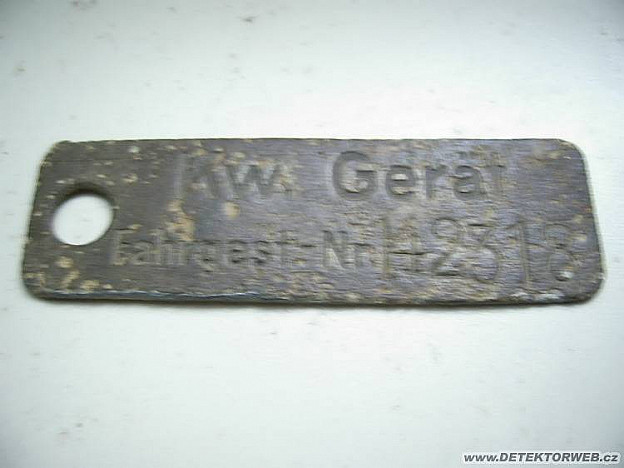 Kw. Gerät
Fahrgest.-Nr. 142318
www.DETEKTORWEB.cz